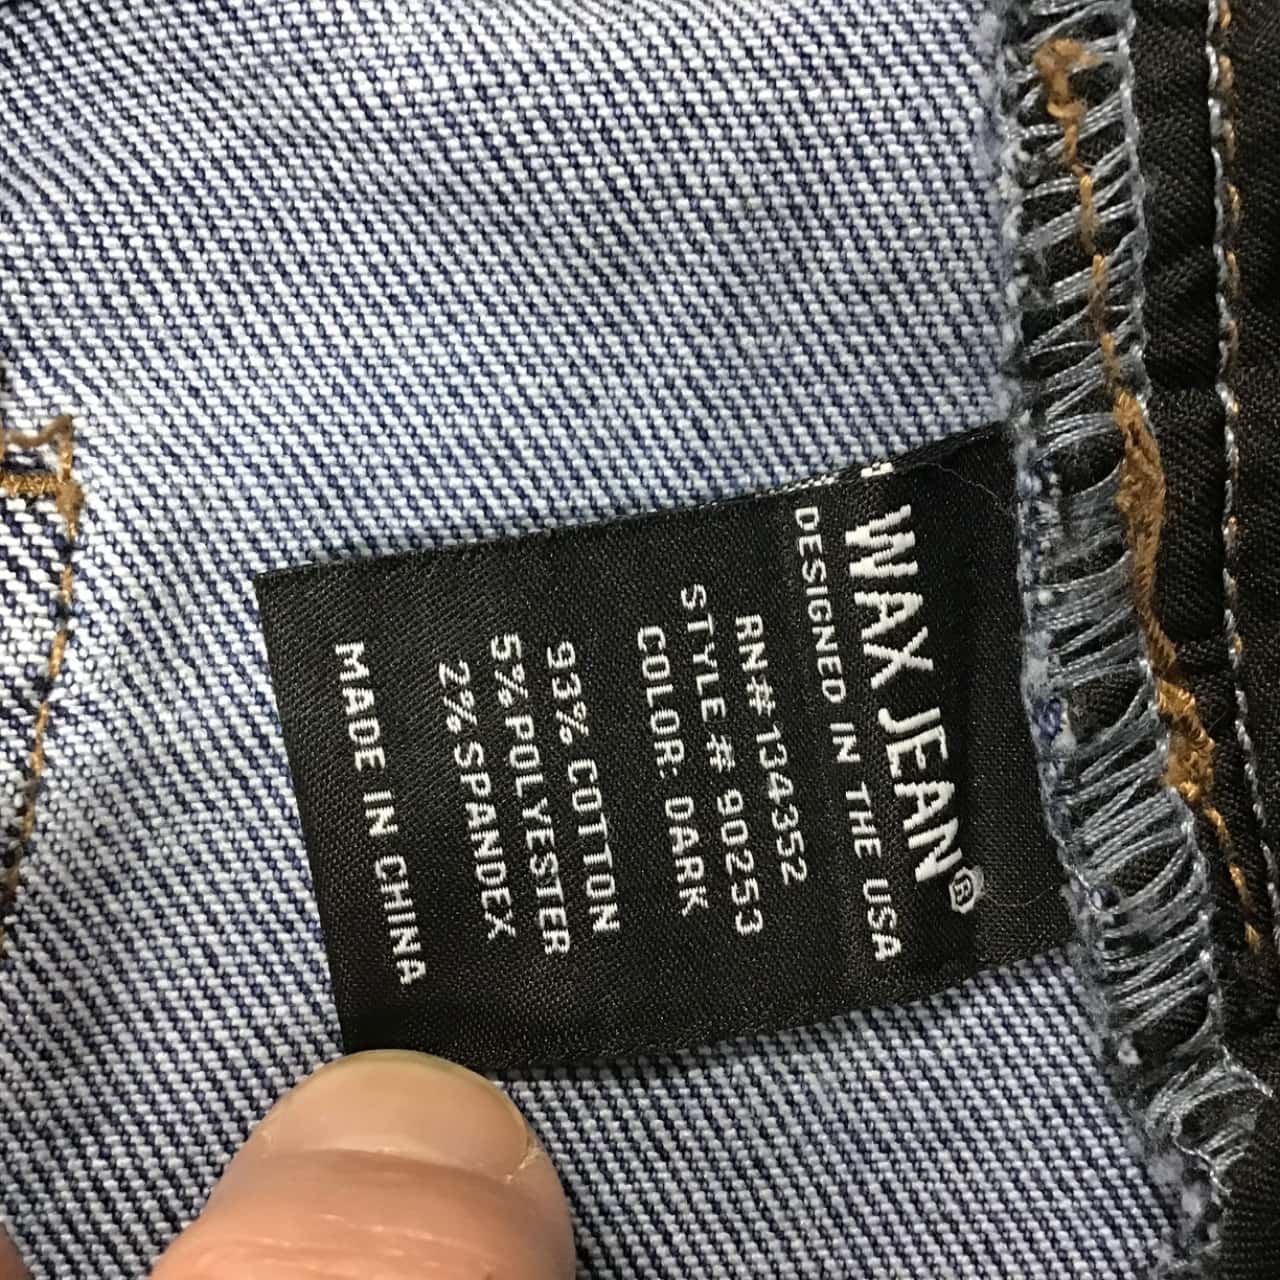 WAX JEAN®
DESIGNED IN THE USA
RN#134352
STYLE # 90253
COLOR: DARK
93% COTTON
5% POLYESTER
2% SPANDEX
MADE IN CHINA